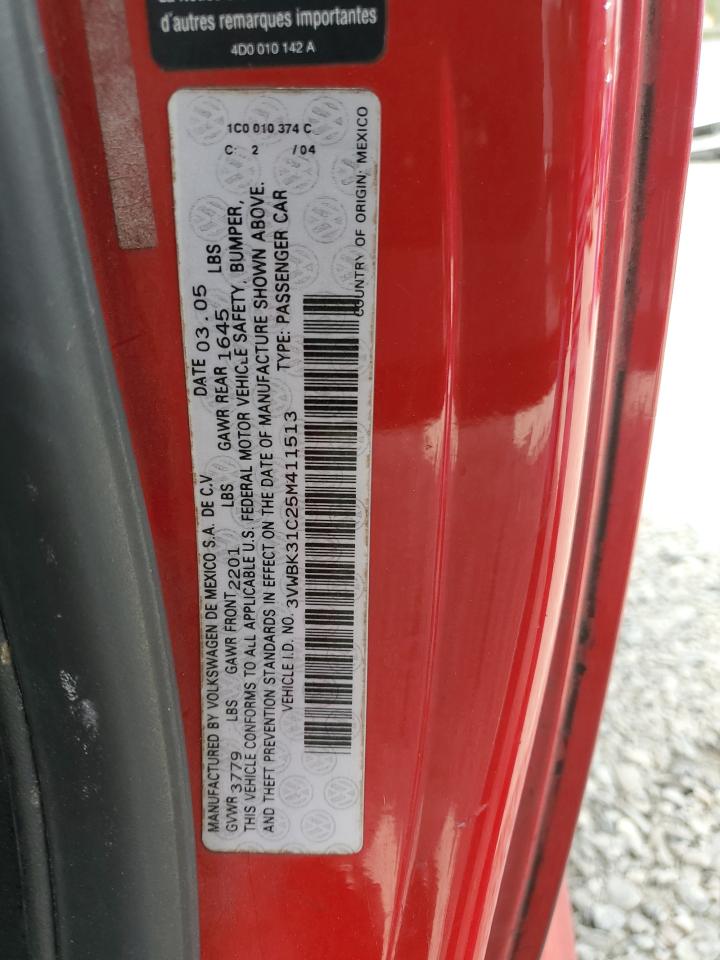 d'autres remarques importantes
4D0 010 142 A
1C0 010 374 C
C: 2 /04
MANUFACTURED BY VOLKSWAGEN DE MEXICO S.A. DE C.V. DATE 03.05
GVWR 3779 LBS GAWR FRONT 2201 LBS GAWR REAR 1645 LBS
THIS VEHICLE CONFORMS TO ALL APPLICABLE U.S. FEDERAL MOTOR VEHICLE SAFETY, BUMPER,
AND THEFT PREVENTION STANDARDS IN EFFECT ON THE DATE OF MANUFACTURE SHOWN ABOVE.
VEHICLE I.D. NO. 3VWBK31C25M411513 TYPE: PASSENGER CAR
COUNTRY OF ORIGIN: MEXICO